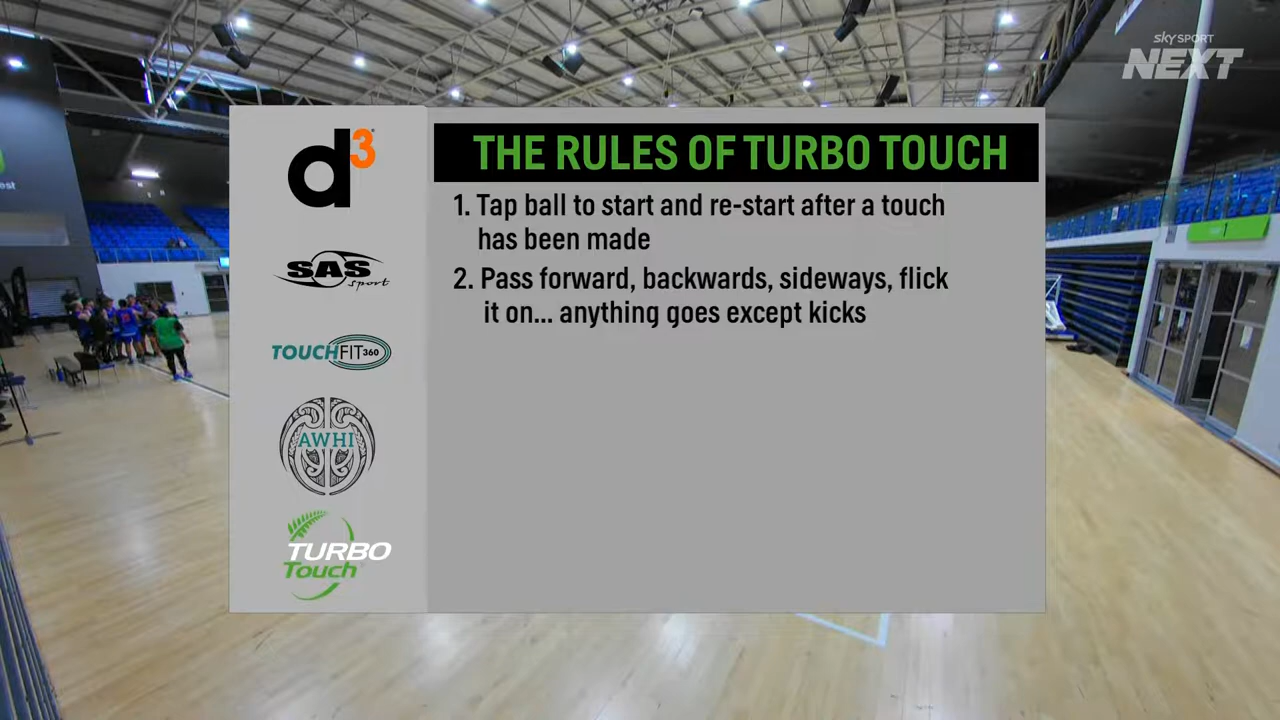 sky SPORT
NEXT
d3
THE RULES OF TURBO TOUCH
1. Tap ball to start and re-start after a touch
has been made
2. Pass forward, backwards, sideways, flick
it on... anything goes except kicks
SAS
sport
TOUCHFIT360
AWHI
TURBO
Touch
est